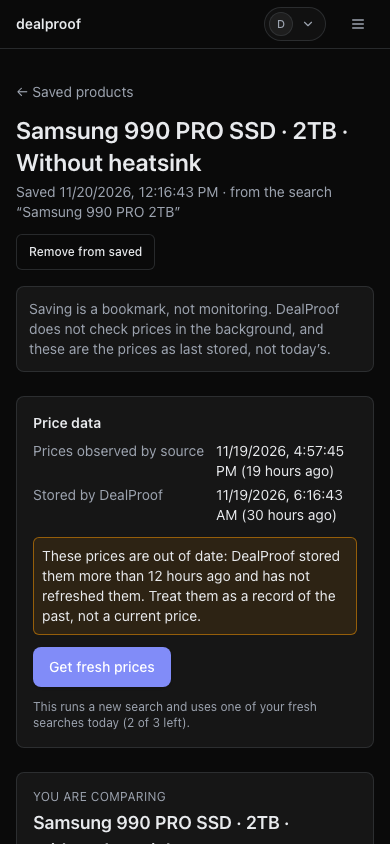 dealproof
D
← Saved products
Samsung 990 PRO SSD · 2TB ·
Without heatsink
Saved 11/20/2026, 12:16:43 PM · from the search
“Samsung 990 PRO 2TB”
Remove from saved
Saving is a bookmark, not monitoring. DealProof
does not check prices in the background, and
these are the prices as last stored, not today’s.
Price data
Prices observed by source 11/19/2026, 4:57:45
PM (19 hours ago)
Stored by DealProof 11/19/2026, 6:16:43
AM (30 hours ago)
These prices are out of date: DealProof stored
them more than 12 hours ago and has not
refreshed them. Treat them as a record of the
past, not a current price.
Get fresh prices
This runs a new search and uses one of your fresh
searches today (2 of 3 left).
YOU ARE COMPARING
Samsung 990 PRO SSD · 2TB ·